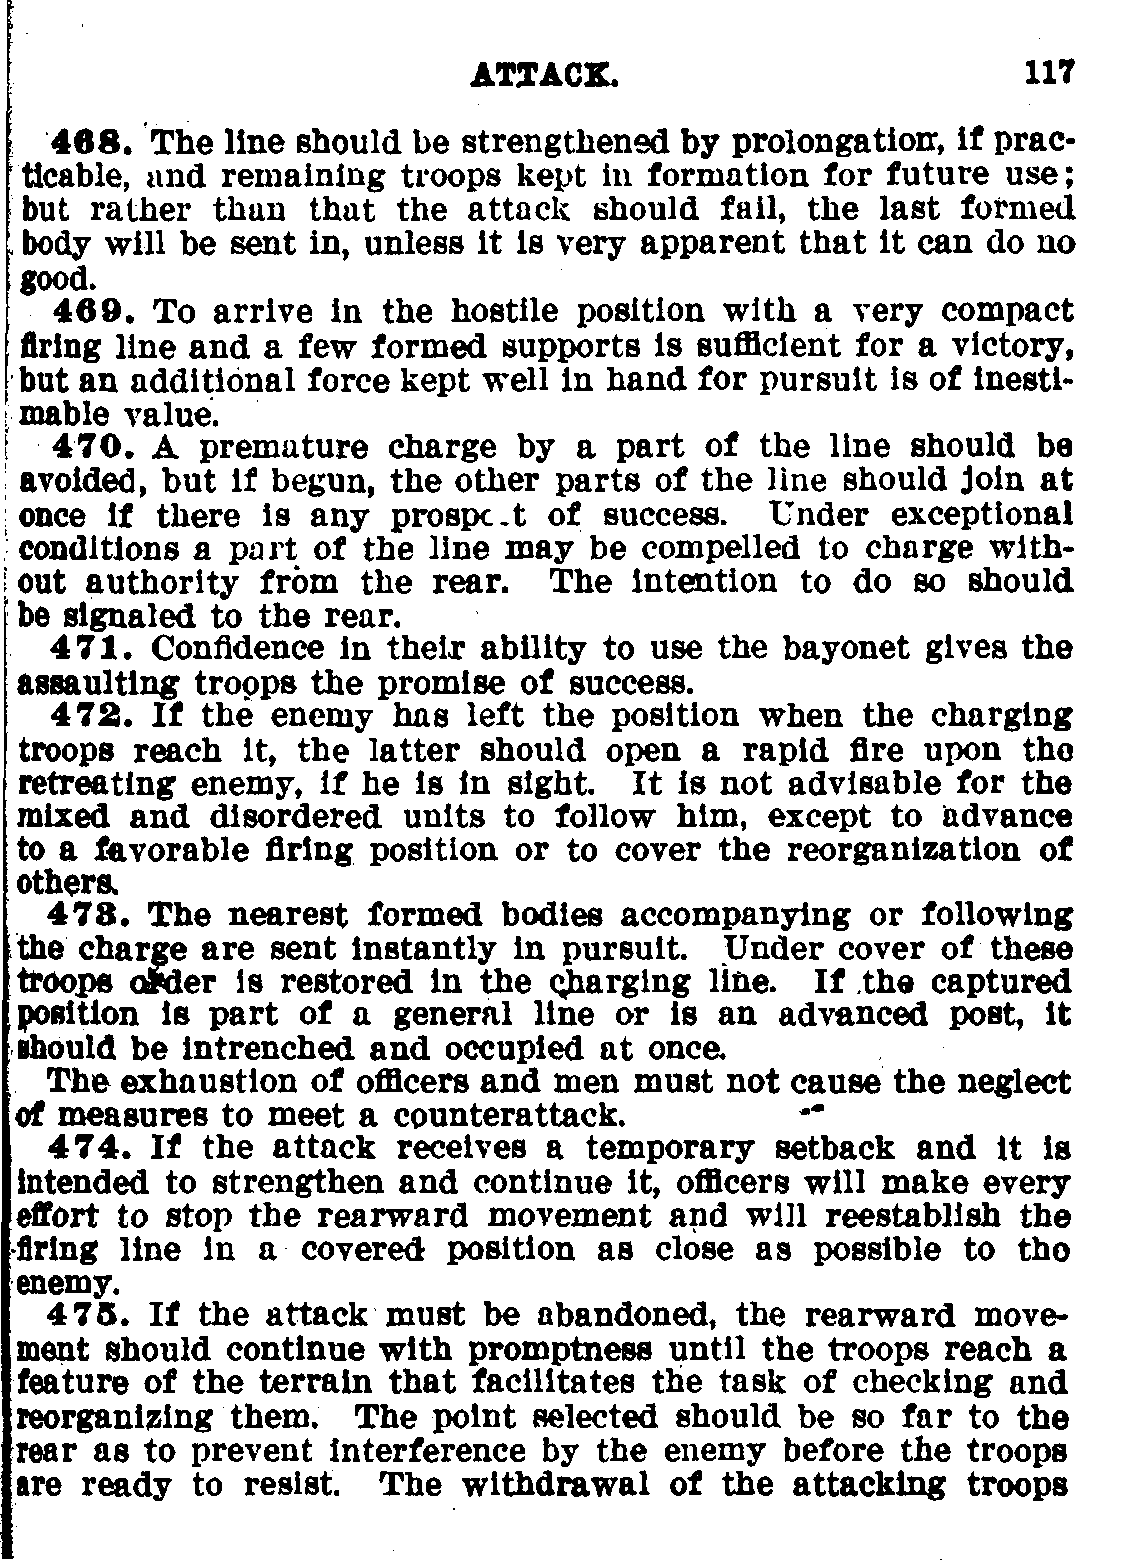 ATTACK. 117
468. The line should be strengthened by prolongation, if prac-
ticable, and remaining troops kept in formation for future use;
but rather than that the attack should fail, the last formed
body will be sent in, unless it is very apparent that it can do no
good.
469. To arrive in the hostile position with a very compact
firing line and a few formed supports is sufficient for a victory,
but an additional force kept well in hand for pursuit is of inesti-
mable value.
470. A premature charge by a part of the line should be
avoided, but if begun, the other parts of the line should join at
once if there is any prospect of success. Under exceptional
conditions a part of the line may be compelled to charge with-
out authority from the rear. The intention to do so should
be signaled to the rear.
471. Confidence in their ability to use the bayonet gives the
assaulting troops the promise of success.
472. If the enemy has left the position when the charging
troops reach it, the latter should open a rapid fire upon the
retreating enemy, if he is in sight. It is not advisable for the
mixed and disordered units to follow him, except to advance
to a favorable firing position or to cover the reorganization of
others.
473. The nearest formed bodies accompanying or following
the charge are sent instantly in pursuit. Under cover of these
troops order is restored in the charging line. If the captured
position is part of a general line or is an advanced post, it
should be intrenched and occupied at once.
The exhaustion of officers and men must not cause the neglect
of measures to meet a counterattack.
474. If the attack receives a temporary setback and it is
intended to strengthen and continue it, officers will make every
effort to stop the rearward movement and will reestablish the
firing line in a covered position as close as possible to the
enemy.
475. If the attack must be abandoned, the rearward move-
ment should continue with promptness until the troops reach a
feature of the terrain that facilitates the task of checking and
reorganizing them. The point selected should be so far to the
rear as to prevent interference by the enemy before the troops
are ready to resist. The withdrawal of the attacking troops